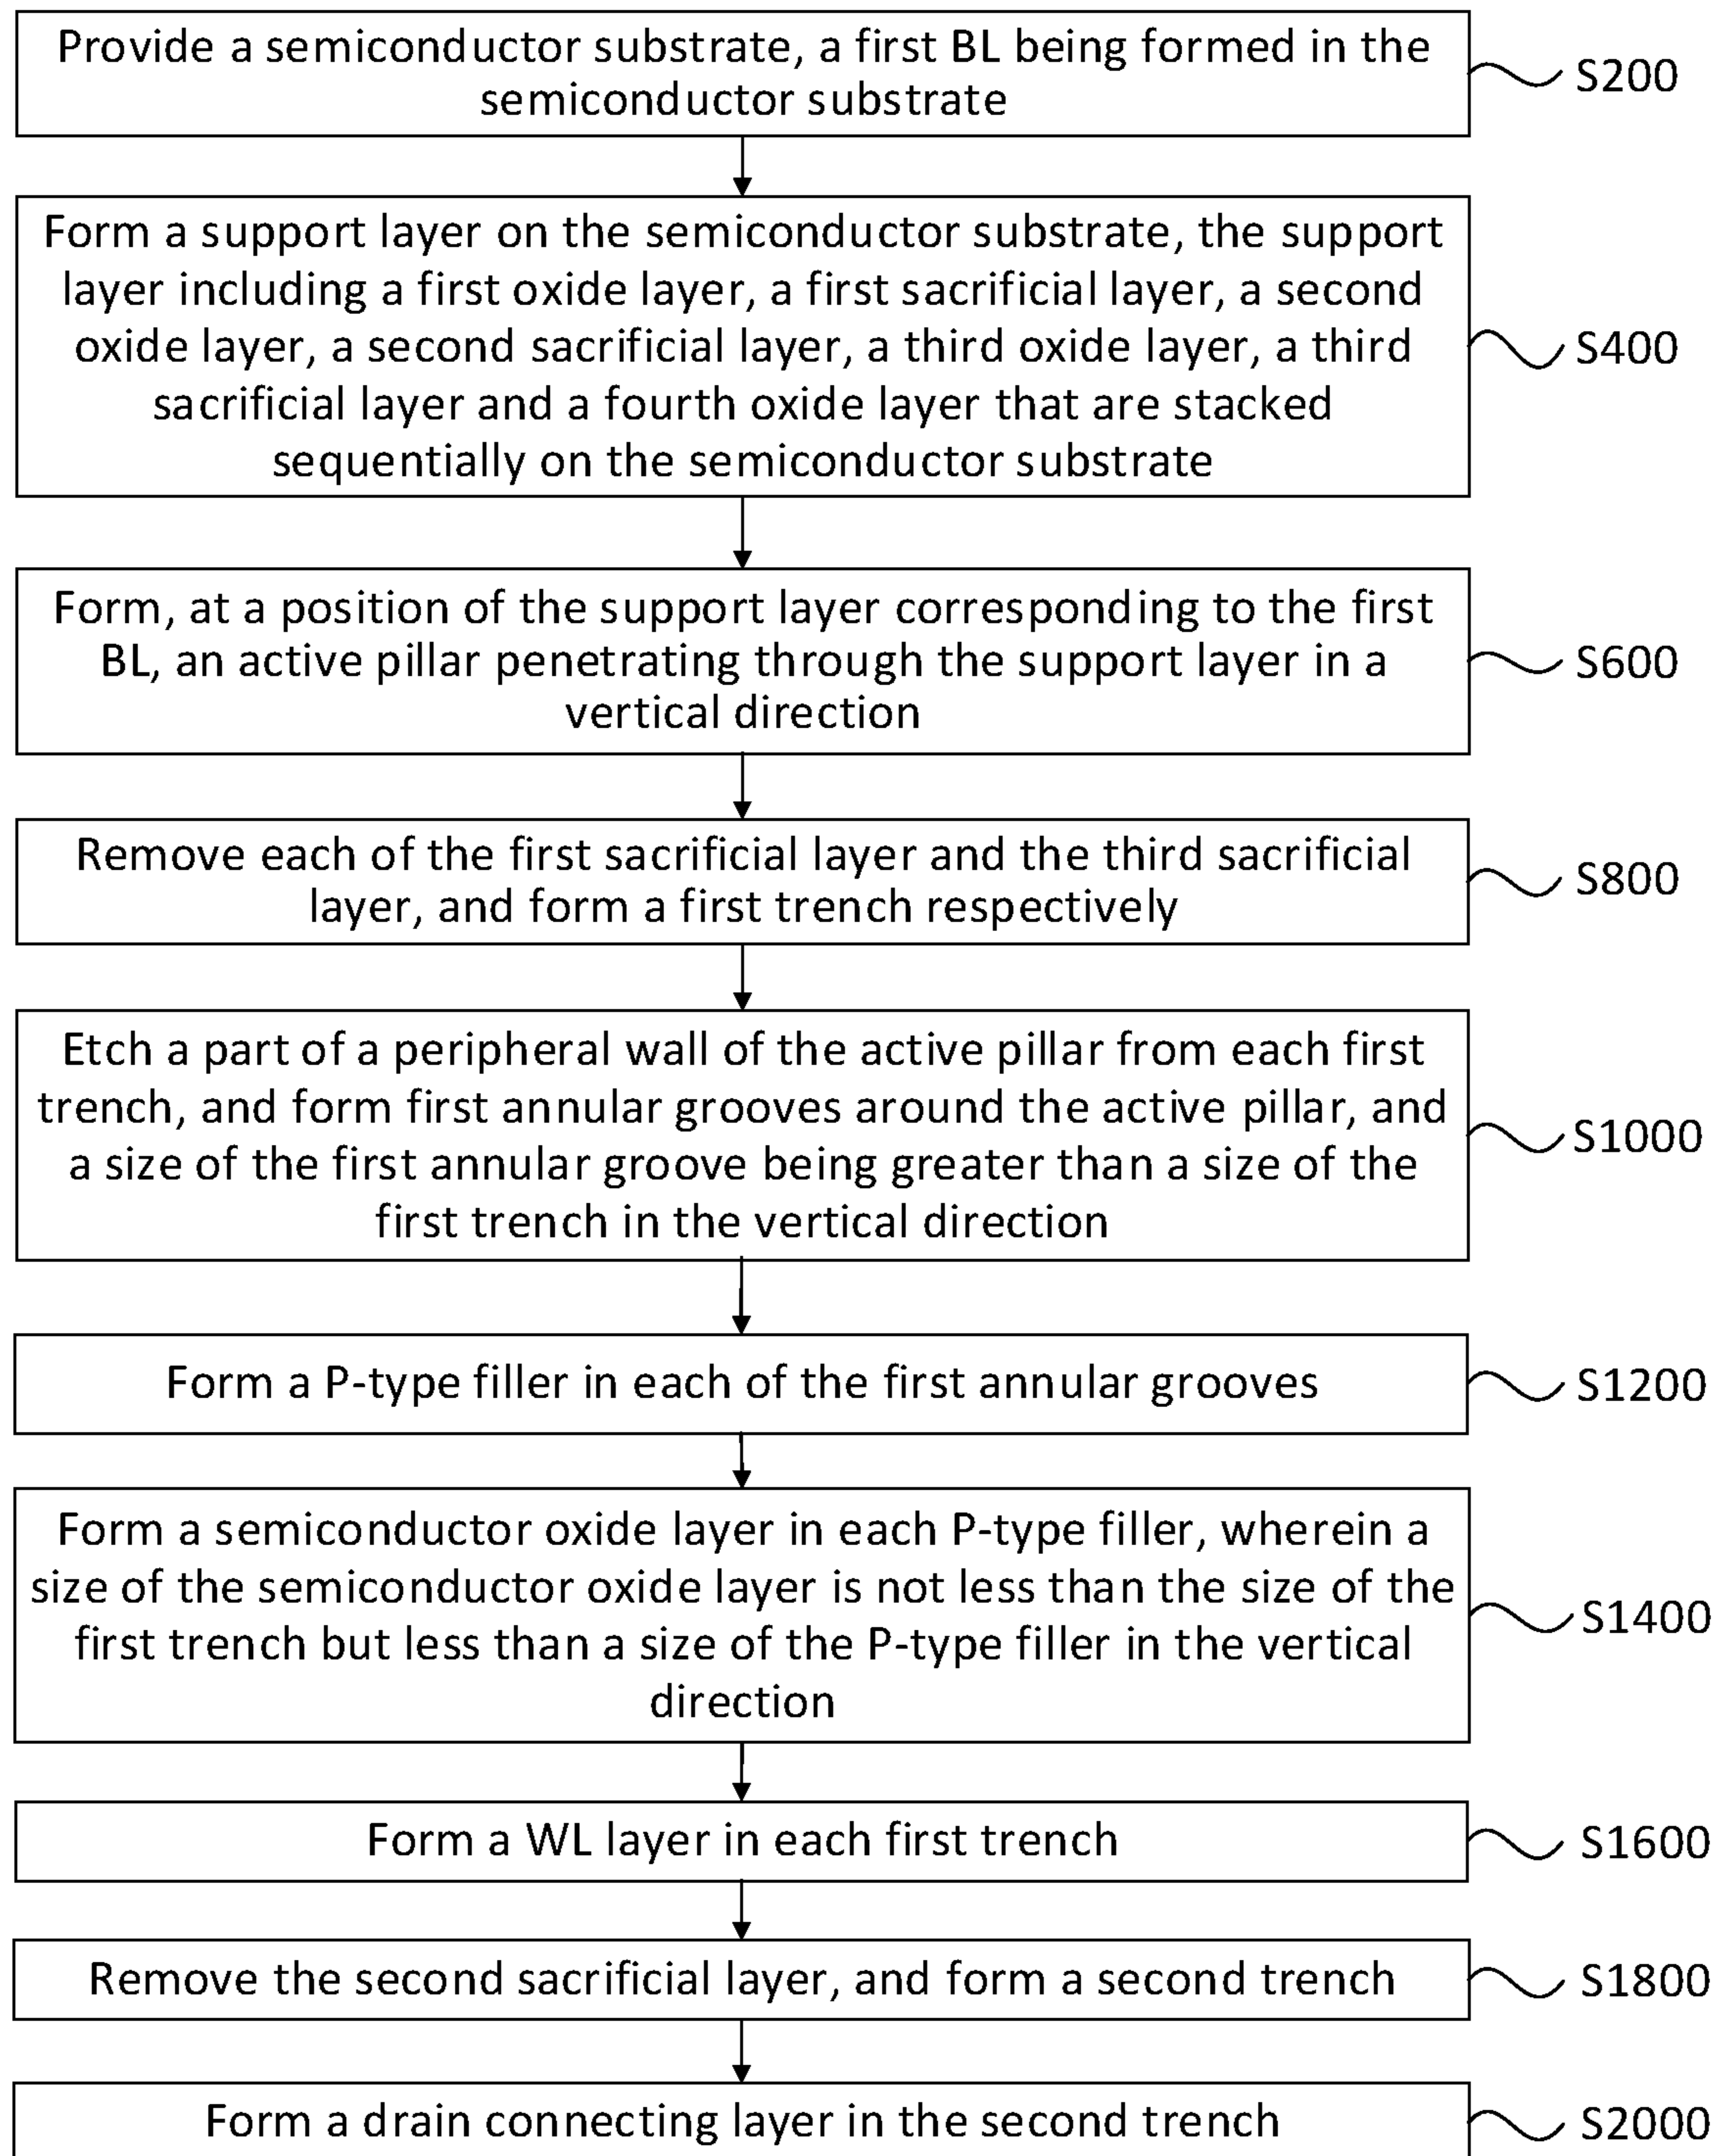 Provide a semiconductor substrate, a first BL being formed in the
semiconductor substrate
S200
Form a support layer on the semiconductor substrate, the support
layer including a first oxide layer, a first sacrificial layer, a second
oxide layer, a second sacrificial layer, a third oxide layer, a third
sacrificial layer and a fourth oxide layer that are stacked
sequentially on the semiconductor substrate
S400
Form, at a position of the support layer corresponding to the first
BL, an active pillar penetrating through the support layer in a
vertical direction
S600
Remove each of the first sacrificial layer and the third sacrificial
layer, and form a first trench respectively
S800
Etch a part of a peripheral wall of the active pillar from each first
trench, and form first annular grooves around the active pillar, and
a size of the first annular groove being greater than a size of the
first trench in the vertical direction
S1000
Form a P-type filler in each of the first annular grooves
S1200
Form a semiconductor oxide layer in each P-type filler, wherein a
size of the semiconductor oxide layer is not less than the size of the
first trench but less than a size of the P-type filler in the vertical
direction
S1400
Form a WL layer in each first trench
S1600
Remove the second sacrificial layer, and form a second trench
S1800
Form a drain connecting layer in the second trench
S2000